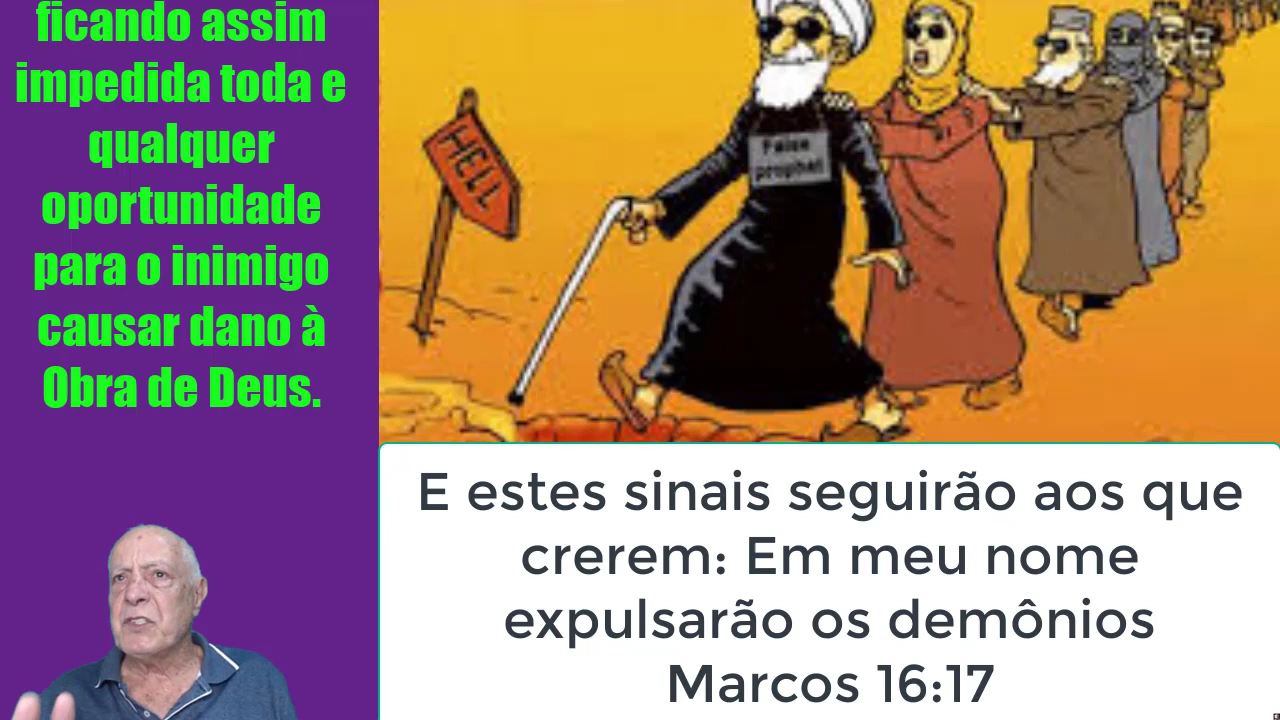 ficando assim
impedida toda e
qualquer
oportunidade
para o inimigo
causar dano à
Obra de Deus.
HELL
False
prophet
E estes sinais seguirão aos que
crerem: Em meu nome
expulsarão os demônios
Marcos 16:17